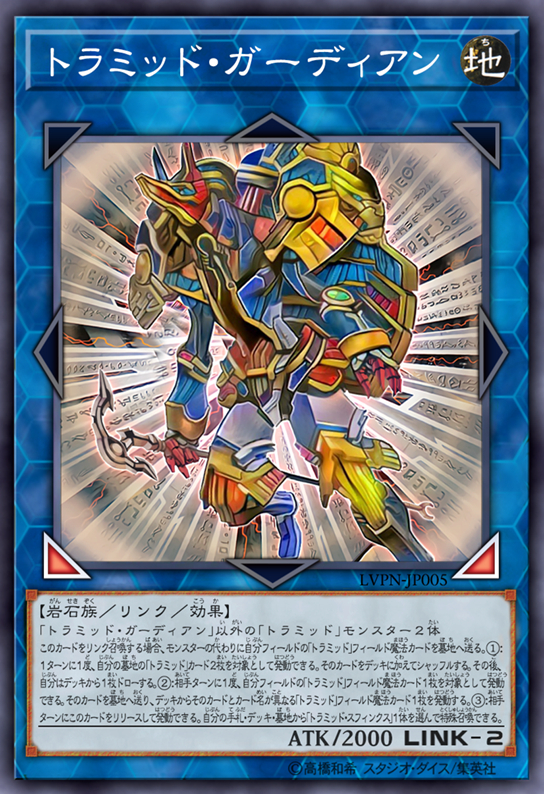 トラミッド・ガーディアン
地
LVPN-JP005
【岩石族／リンク／効果】
「トラミッド・ガーディアン」以外の「トラミッド」モンスター２体
このカードをリンク召喚する場合、モンスターの代わりに自分フィールドの「トラミッド」フィールド魔法カードを墓地へ送る。①：
1ターンに1度、自分の墓地の「トラミッド」カード2枚を対象として発動できる。そのカードをデッキに加えてシャッフルする。その後、
自分はデッキから1枚ドローする。②：相手ターンに1度、自分フィールドの「トラミッド」フィールド魔法カード1枚を対象として発動
できる。そのカードを墓地へ送り、デッキからそのカードとカード名が異なる「トラミッド」フィールド魔法カード1枚を発動する。③：相手
ターンにこのカードをリリースして発動できる。自分の手札・デッキ・墓地から「トラミッド・スフィンクス」1体を選んで特殊召喚できる。
ATK/2000 LINK-2
©高橋和希 スタジオ・ダイス/集英社